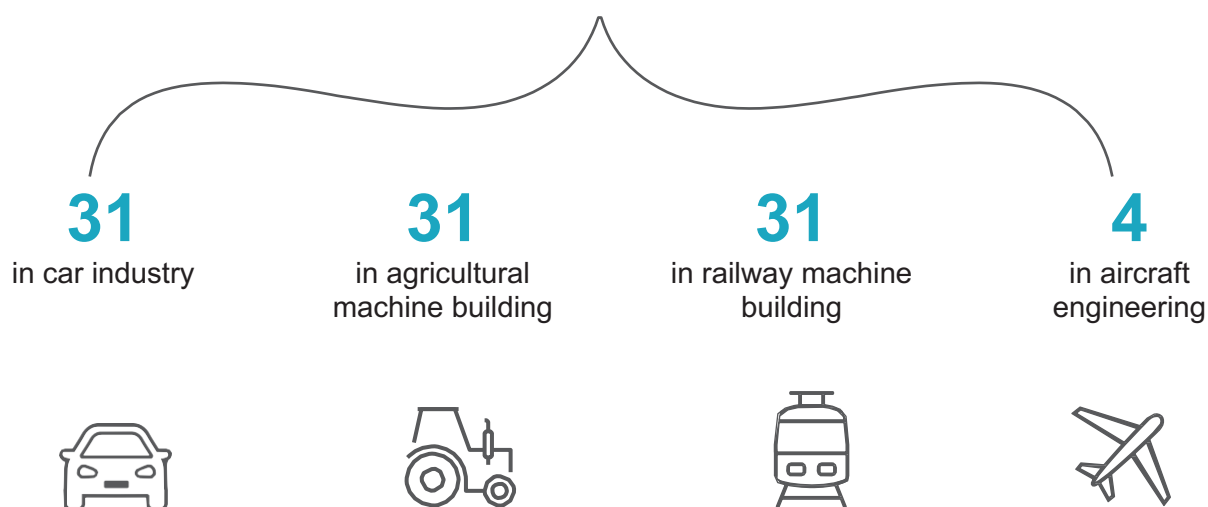 31
in car industry
31
in agricultural
machine building
31
in railway machine
building
4
in aircraft
engineering